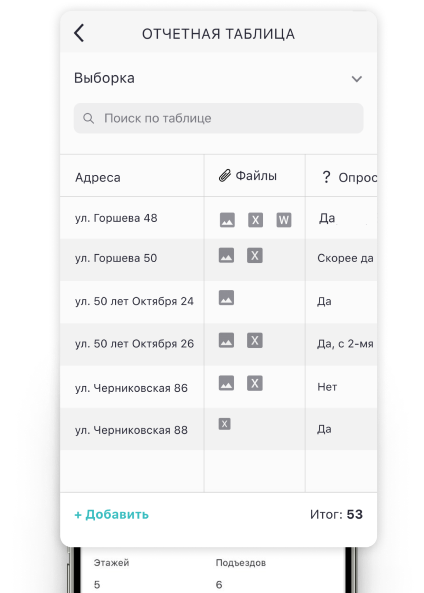 ОТЧЕТНАЯ ТАБЛИЦА
Выборка
Поиск по таблице
Адреса Файлы ? Опрос
ул. Горшева 48 X W Да
ул. Горшева 50 X Скорее да
ул. 50 лет Октября 24 Да
ул. 50 лет Октября 26 X Да, с 2-мя
ул. Черниковская 86 X Нет
ул. Черниковская 88 X Да
+ Добавить Итог: 53
Этажей Подъездов
5 6